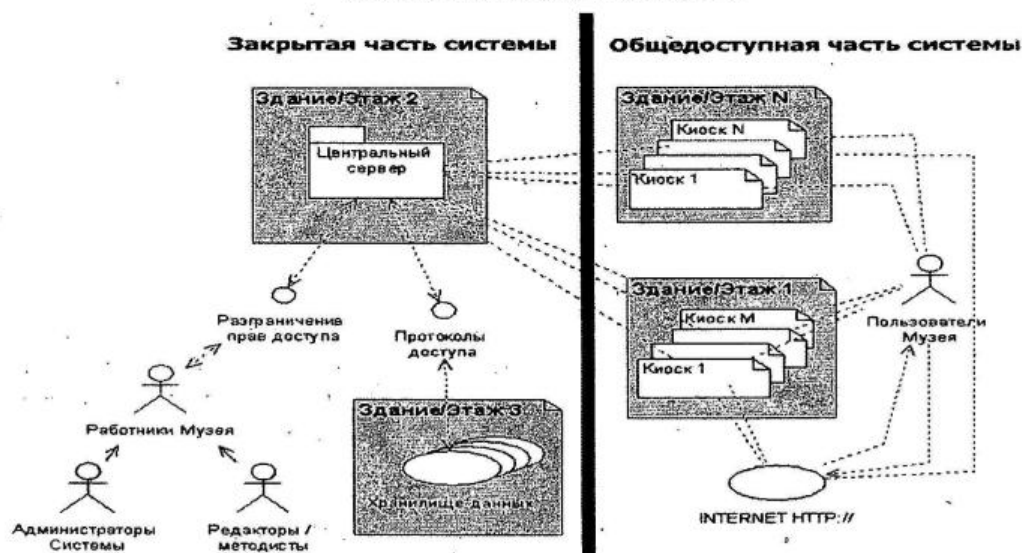 Закрытая часть системы
Общедоступная часть системы
Здание/Этаж 2
Центральный
сервер
Разграничения
прав доступа
Протоколы
доступа
Работники Музея
Администраторы
Системы
Редакторы /
методисты
Здание/Этаж 3
Хранилище данных
Здание/Этаж N
Киоск N
Киоск 1
Здание/Этаж 1
Киоск M
Киоск 1
Пользователи
Музея
INTERNET HTTP://